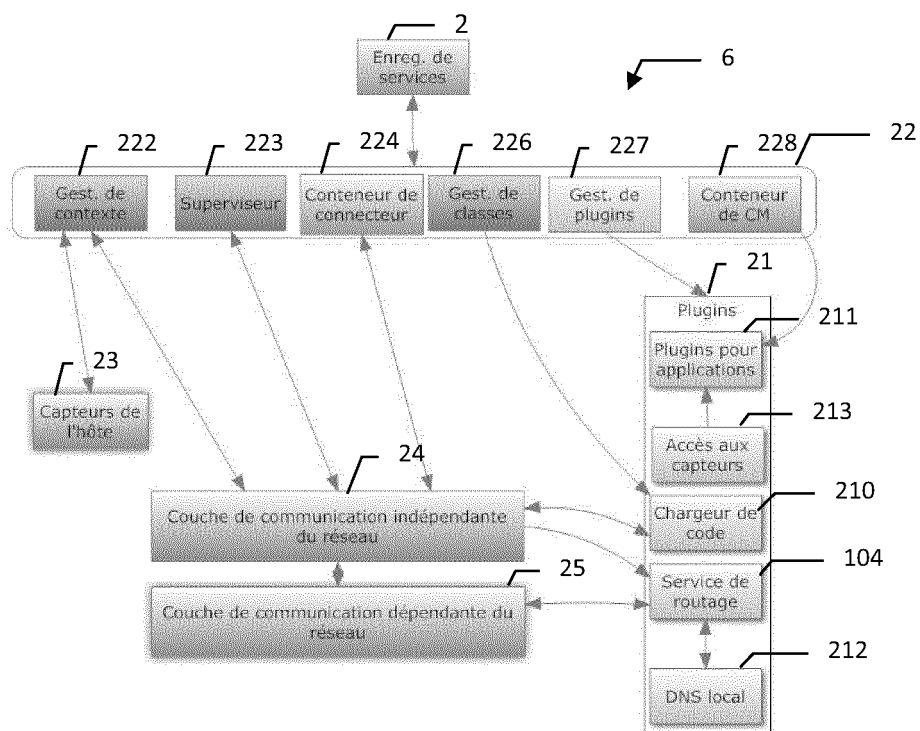 2
Enreg. de
services
6
222
223
224
226
227
228
22
Gest. de
contexte
Superviseur
Conteneur de
connecteur
Gest. de
classes
Gest. de
plugins
Conteneur
de CM
21
Plugins
211
Plugins pour
applications
23
Capteurs de
l'hôte
213
Accès aux
capteurs
24
Couche de communication indépendante
du réseau
210
Chargeur de
code
25
Couche de communication dépendante du
réseau
104
Service de
routage
212
DNS local